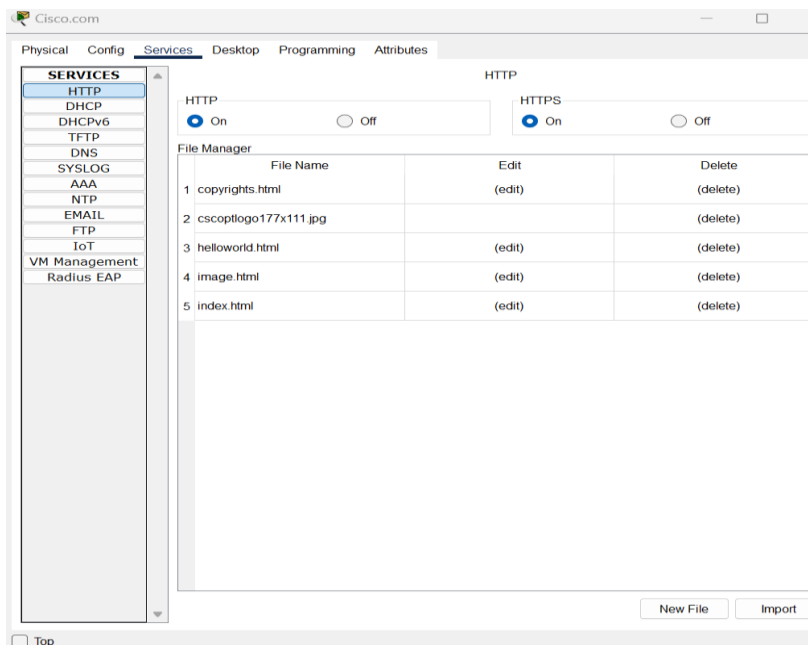 Cisco.com
Physical Config Services Desktop Programming Attributes
SERVICES
HTTP
DHCP
DHCPv6
TFTP
DNS
SYSLOG
AAA
NTP
EMAIL
FTP
IoT
VM Management
Radius EAP
HTTP
HTTP
On Off
HTTPS
On Off
File Manager
File Name Edit Delete
1 copyrights.html (edit) (delete)
2 cscoptlogo177x111.jpg (delete)
3 helloworld.html (edit) (delete)
4 image.html (edit) (delete)
5 index.html (edit) (delete)
New File Import
Top